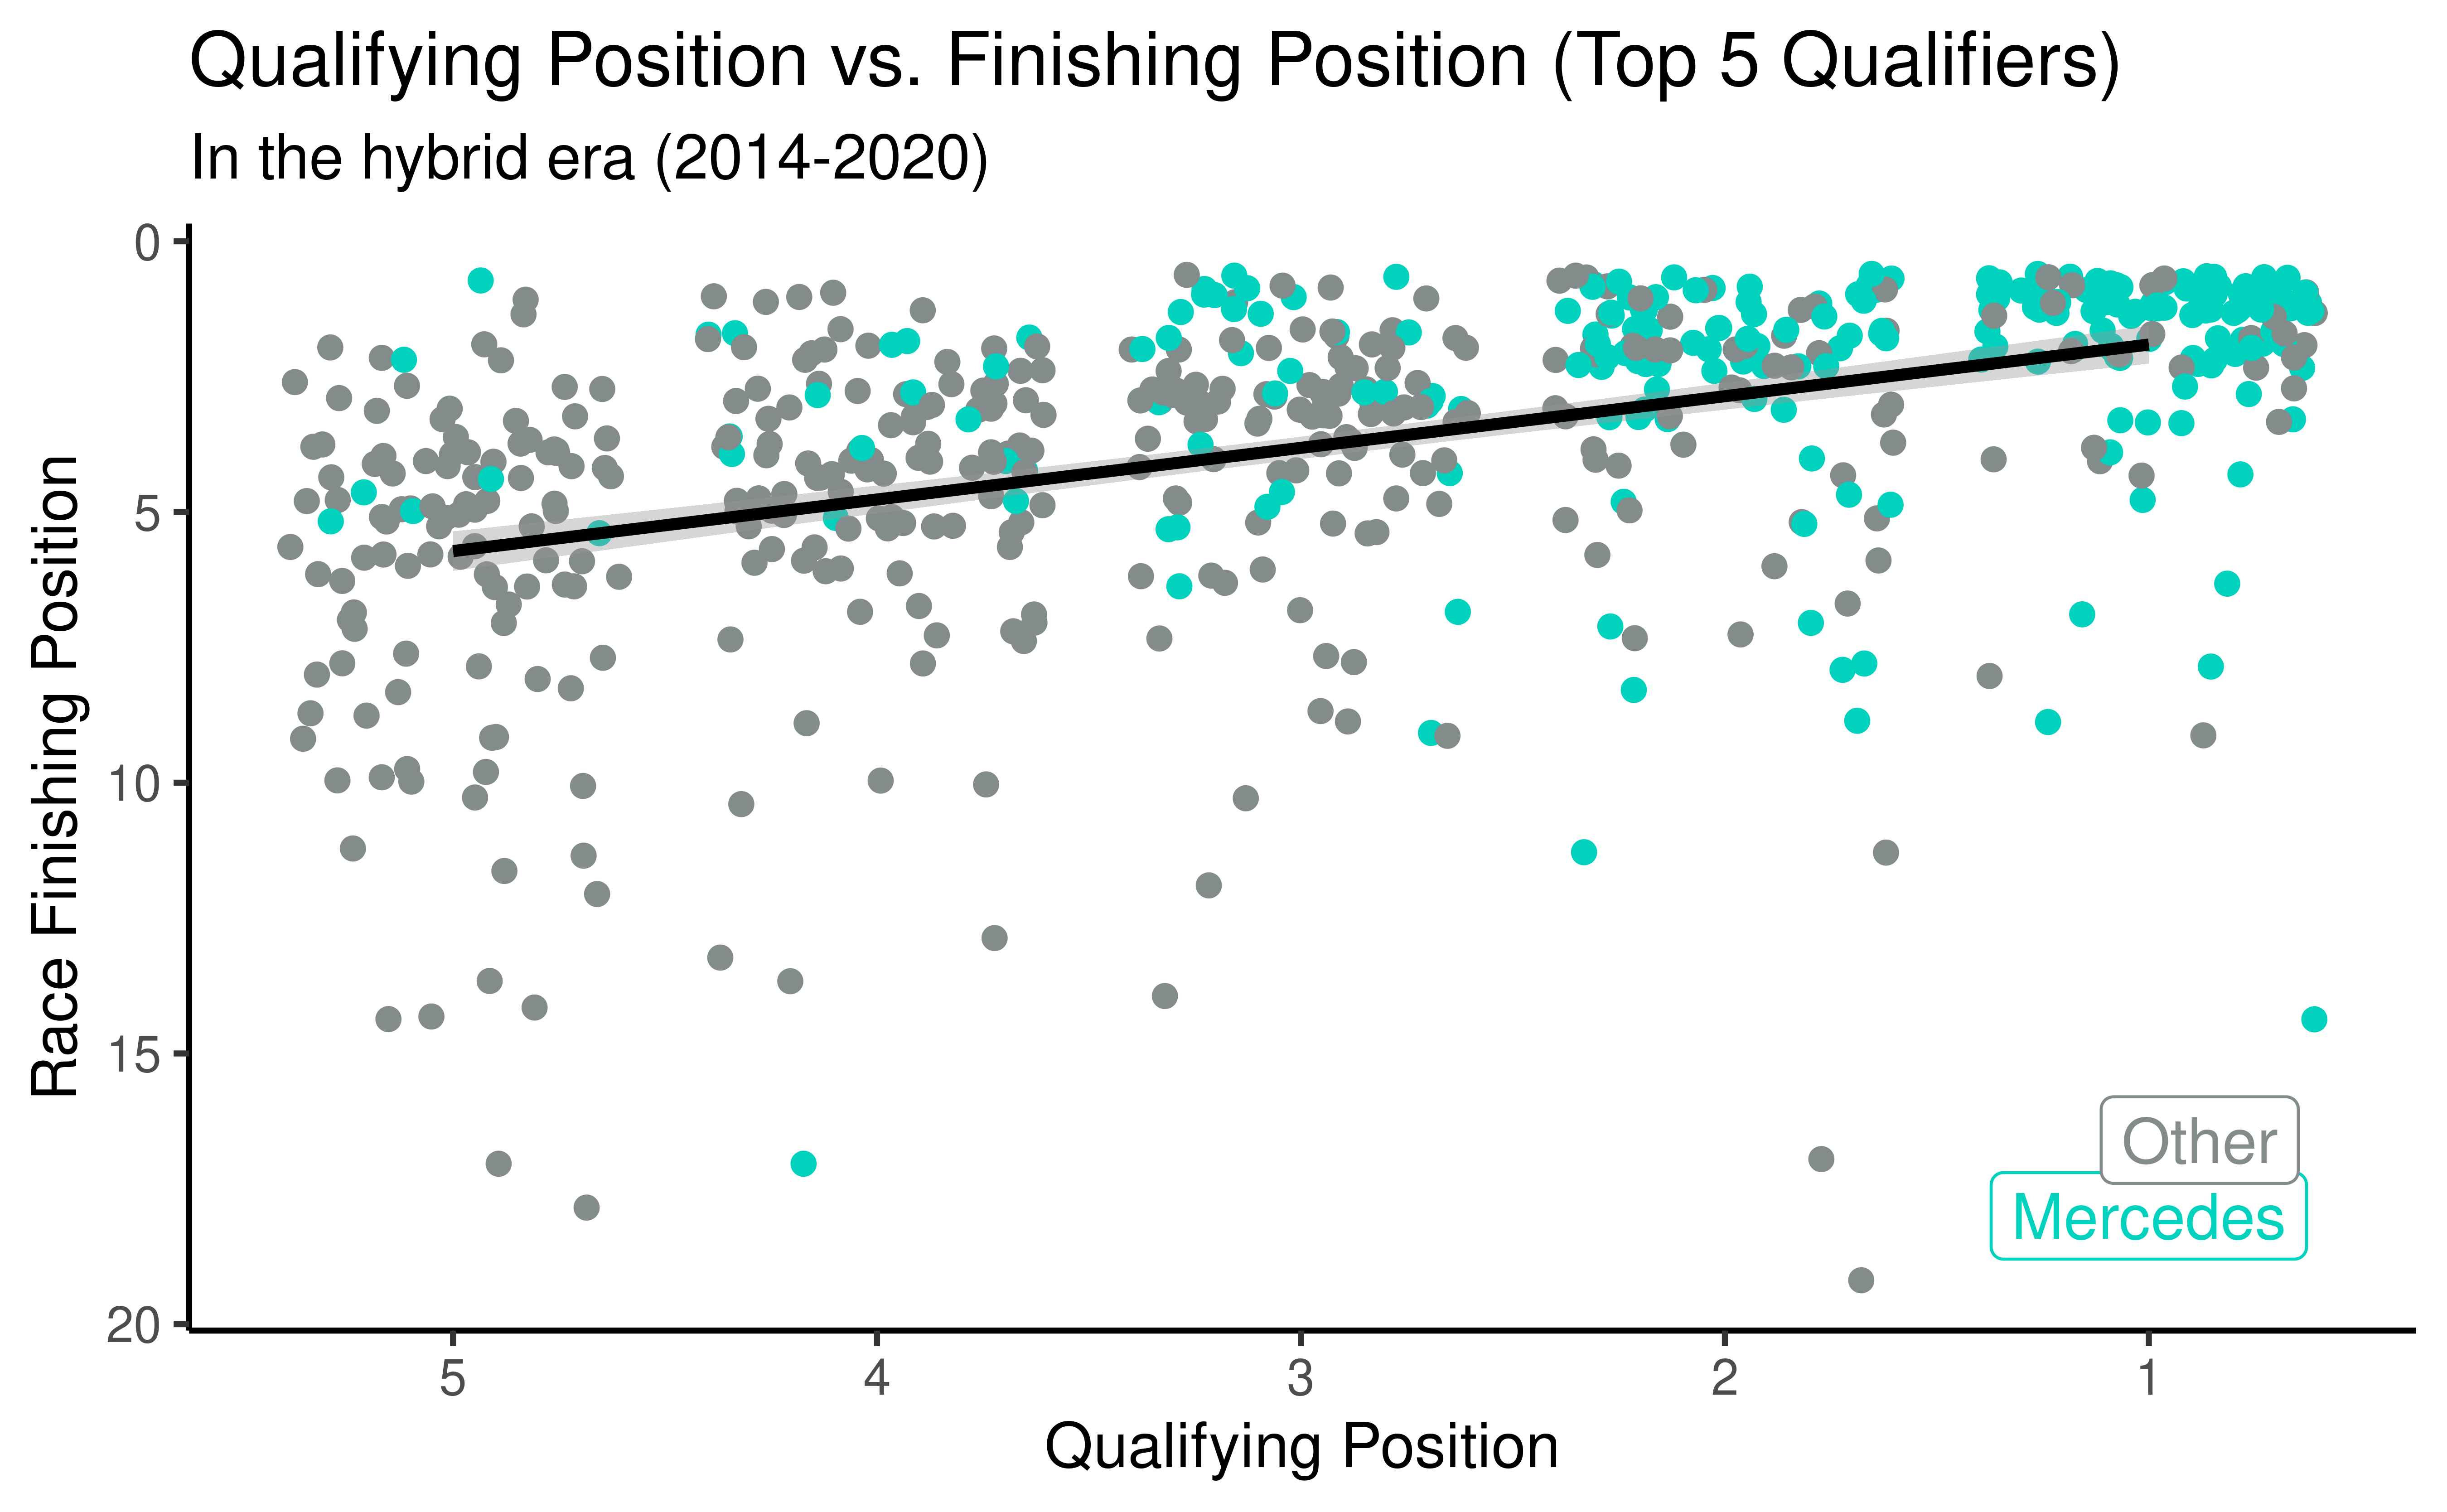 Qualifying Position vs. Finishing Position (Top 5 Qualifiers)
In the hybrid era (2014-2020)
Race Finishing Position
0
5
10
15
20
Other
Mercedes
5 4 3 2 1
Qualifying Position